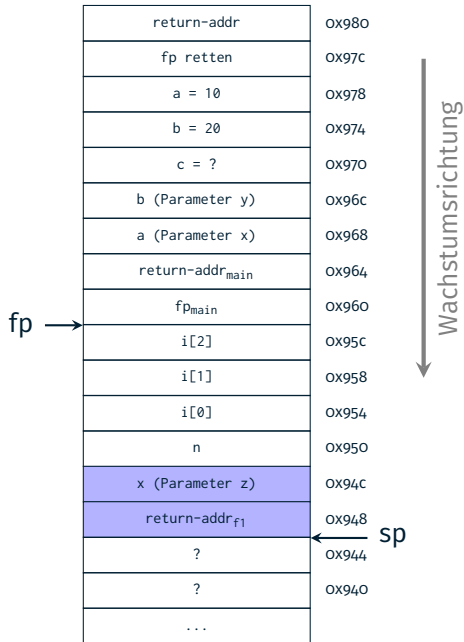 return-addr 0x980
fp retten 0x97c
a = 10 0x978
b = 20 0x974
c = ? 0x970
b (Parameter y) 0x96c
a (Parameter x) 0x968
return-addrmain 0x964
fpmain 0x960
fp
i[2] 0x95c
i[1] 0x958
i[0] 0x954
n 0x950
x (Parameter z) 0x94c
return-addrf1 0x948
sp
? 0x944
? 0x940
...
Wachstumsrichtung